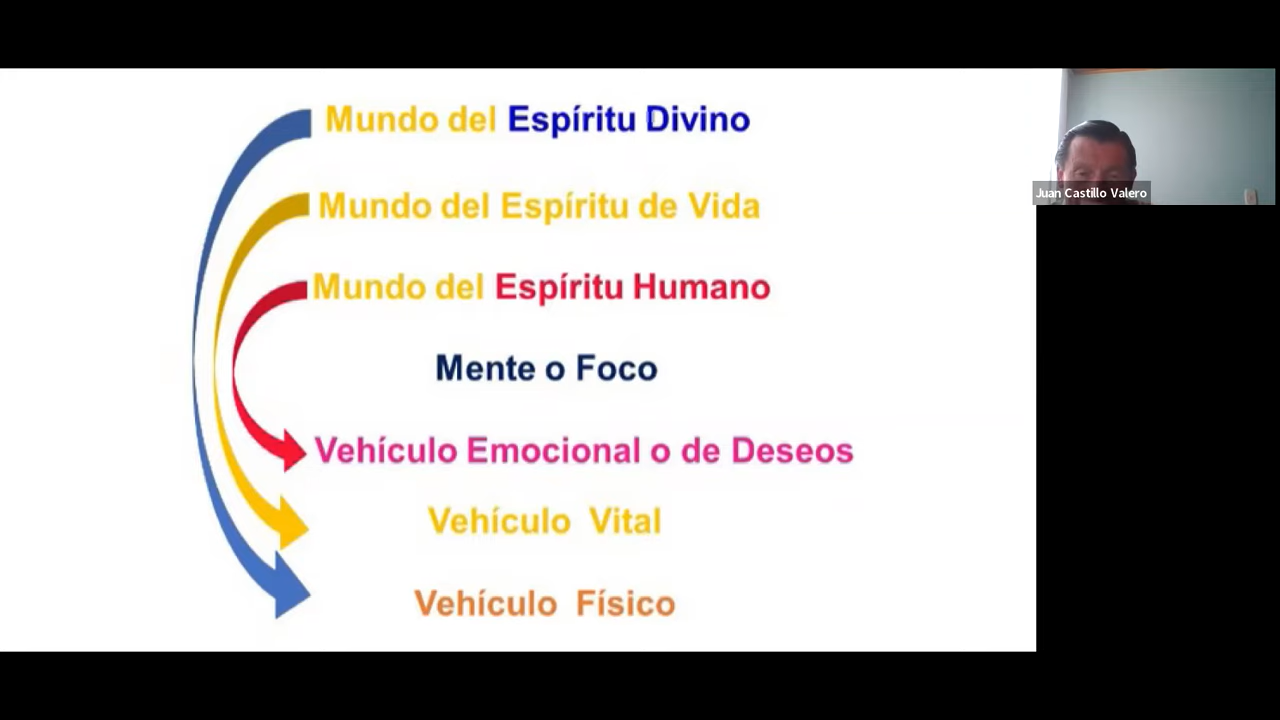 Mundo del Espíritu Divino
Mundo del Espíritu de Vida
Juan Castillo Valero
Mundo del Espíritu Humano
Mente o Foco
Vehículo Emocional o de Deseos
Vehículo Vital
Vehículo Físico